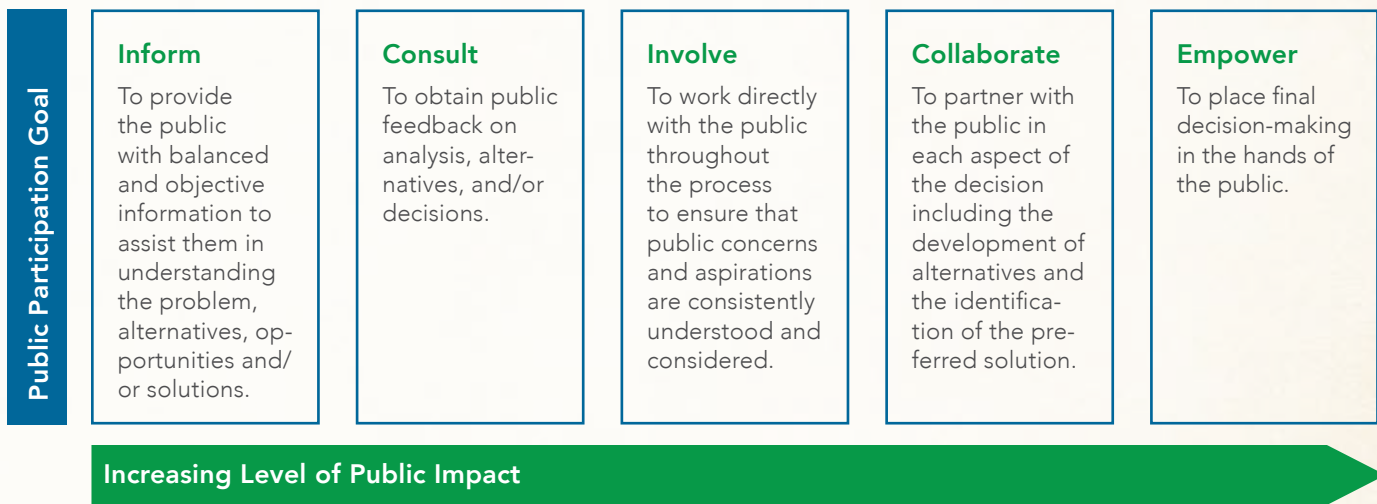 Public Participation Goal
Inform
To provide
the public
with balanced
and objective
information to
assist them in
understanding
the problem,
alternatives, op-
portunities and/
or solutions.
Consult
To obtain public
feedback on
analysis, alter-
natives, and/or
decisions.
Involve
To work directly
with the public
throughout
the process
to ensure that
public concerns
and aspirations
are consistently
understood and
considered.
Collaborate
To partner with
the public in
each aspect of
the decision
including the
development of
alternatives and
the identifica-
tion of the pre-
ferred solution.
Empower
To place final
decision-making
in the hands of
the public.
Increasing Level of Public Impact